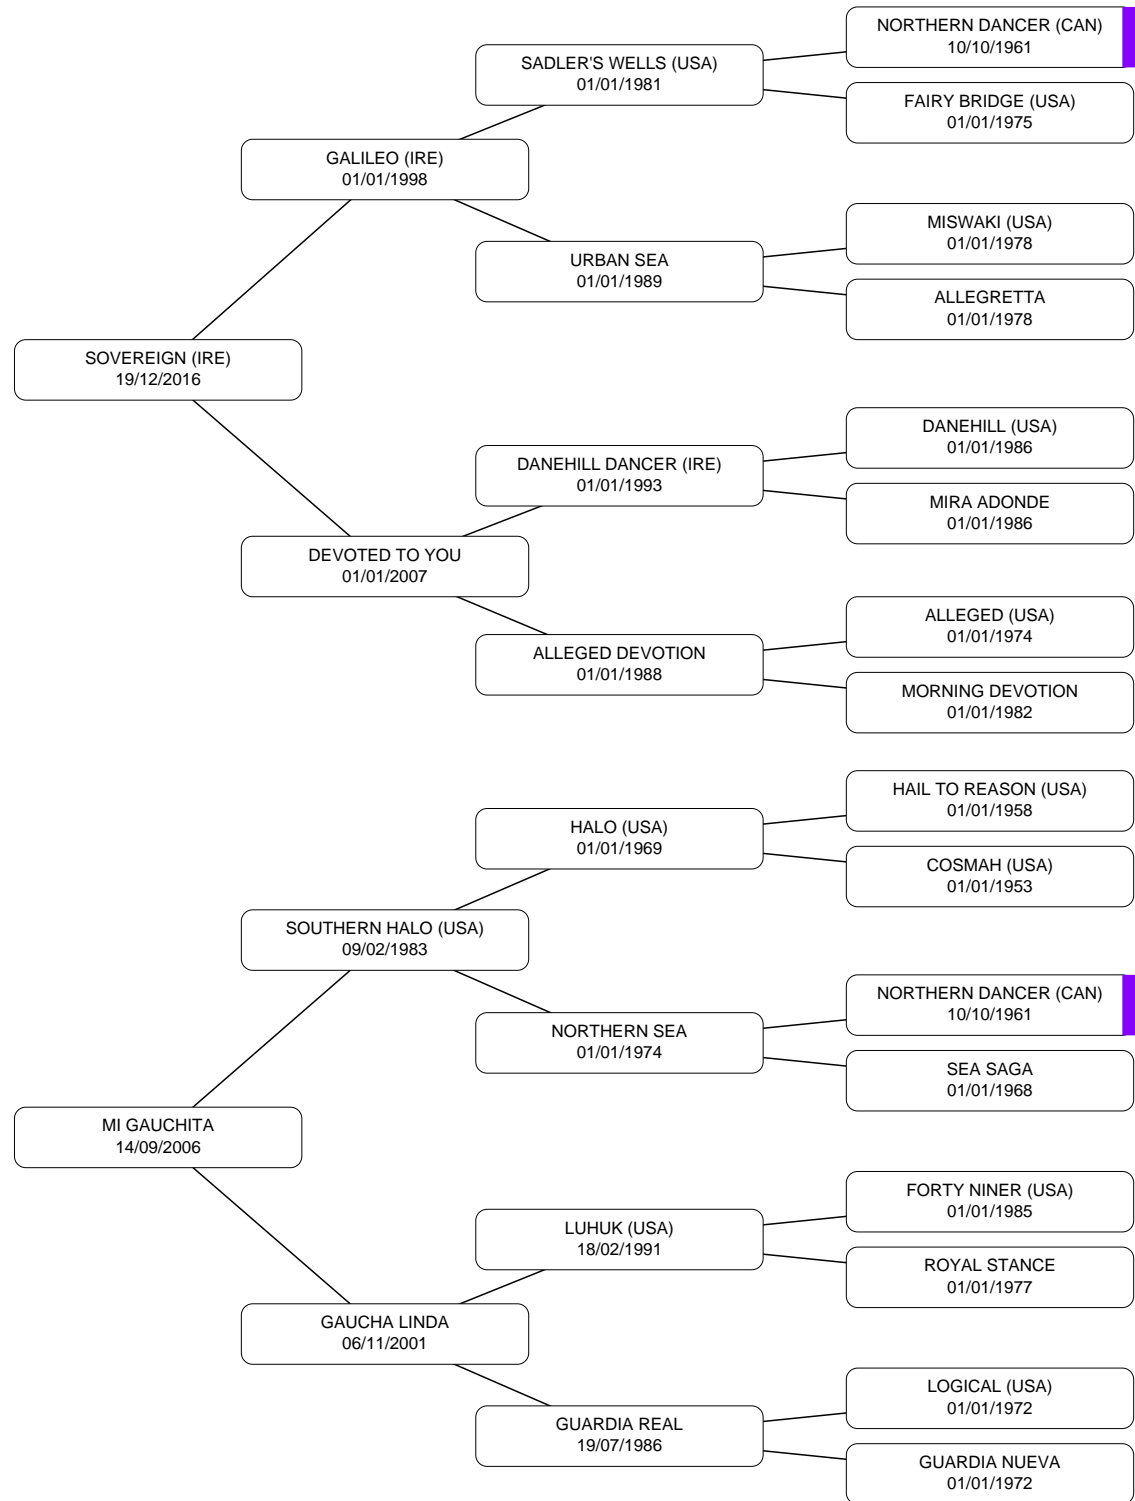 NORTHERN DANCER (CAN)
10/10/1961
SADLER'S WELLS (USA)
01/01/1981
FAIRY BRIDGE (USA)
01/01/1975
GALILEO (IRE)
01/01/1998
MISWAKI (USA)
01/01/1978
URBAN SEA
01/01/1989
ALLEGRETTA
01/01/1978
SOVEREIGN (IRE)
19/12/2016
DANEHILL (USA)
01/01/1986
DANEHILL DANCER (IRE)
01/01/1993
MIRA ADONDE
01/01/1986
DEVOTED TO YOU
01/01/2007
ALLEGED (USA)
01/01/1974
ALLEGED DEVOTION
01/01/1988
MORNING DEVOTION
01/01/1982
HAIL TO REASON (USA)
01/01/1958
HALO (USA)
01/01/1969
COSMAH (USA)
01/01/1953
SOUTHERN HALO (USA)
09/02/1983
NORTHERN DANCER (CAN)
10/10/1961
NORTHERN SEA
01/01/1974
SEA SAGA
01/01/1968
MI GAUCHITA
14/09/2006
FORTY NINER (USA)
01/01/1985
LUHUK (USA)
18/02/1991
ROYAL STANCE
01/01/1977
GAUCHA LINDA
06/11/2001
LOGICAL (USA)
01/01/1972
GUARDIA REAL
19/07/1986
GUARDIA NUEVA
01/01/1972